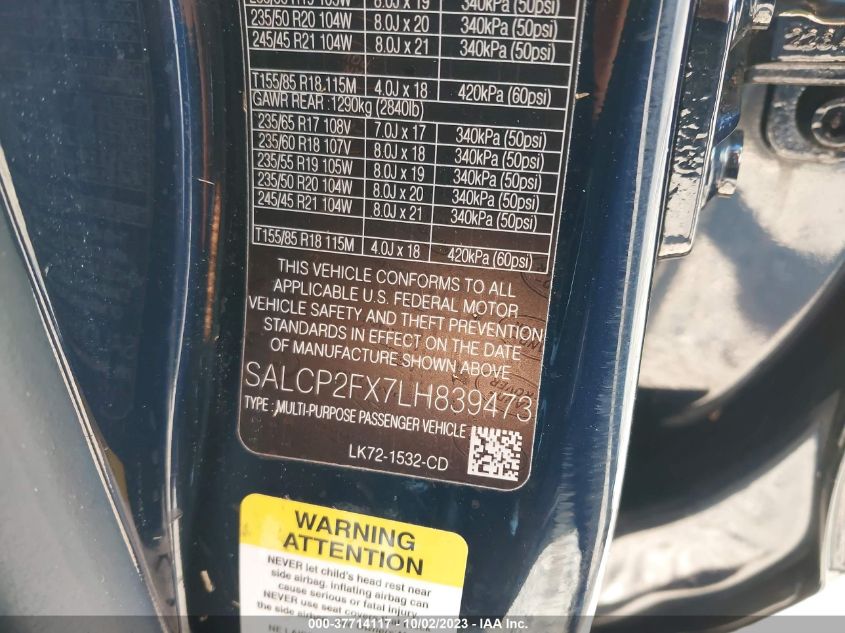 235/50 R20 104W 8.0J x 20 340kPa (50psi)
245/45 R21 104W 8.0J x 21 340kPa (50psi)
T155/85 R18 115M 4.0J x 18 420kPa (60psi)
GAWR REAR :1290kg (2840lb)
235/65 R17 108V 7.0J x 17 340kPa (50psi)
235/60 R18 107V 8.0J x 18 340kPa (50psi)
235/55 R19 105W 8.0J x 19 340kPa (50psi)
235/50 R20 104W 8.0J x 20 340kPa (50psi)
245/45 R21 104W 8.0J x 21 340kPa (50psi)
T155/85 R18 115M 4.0J x 18 420kPa (60psi)
THIS VEHICLE CONFORMS TO ALL
APPLICABLE U.S. FEDERAL MOTOR
VEHICLE SAFETY AND THEFT PREVENTION
STANDARDS IN EFFECT ON THE DATE
OF MANUFACTURE SHOWN ABOVE
SALCP2FX7LH839473
TYPE : MULTI-PURPOSE PASSENGER VEHICLE
LK72-1532-CD
WARNING
ATTENTION
NEVER let child's head rest near
side airbag. Inflating airbag can
cause serious or fatal injury.
NEVER use seat
the side
000-37714117 - 10/02/2023 - IAAI.com